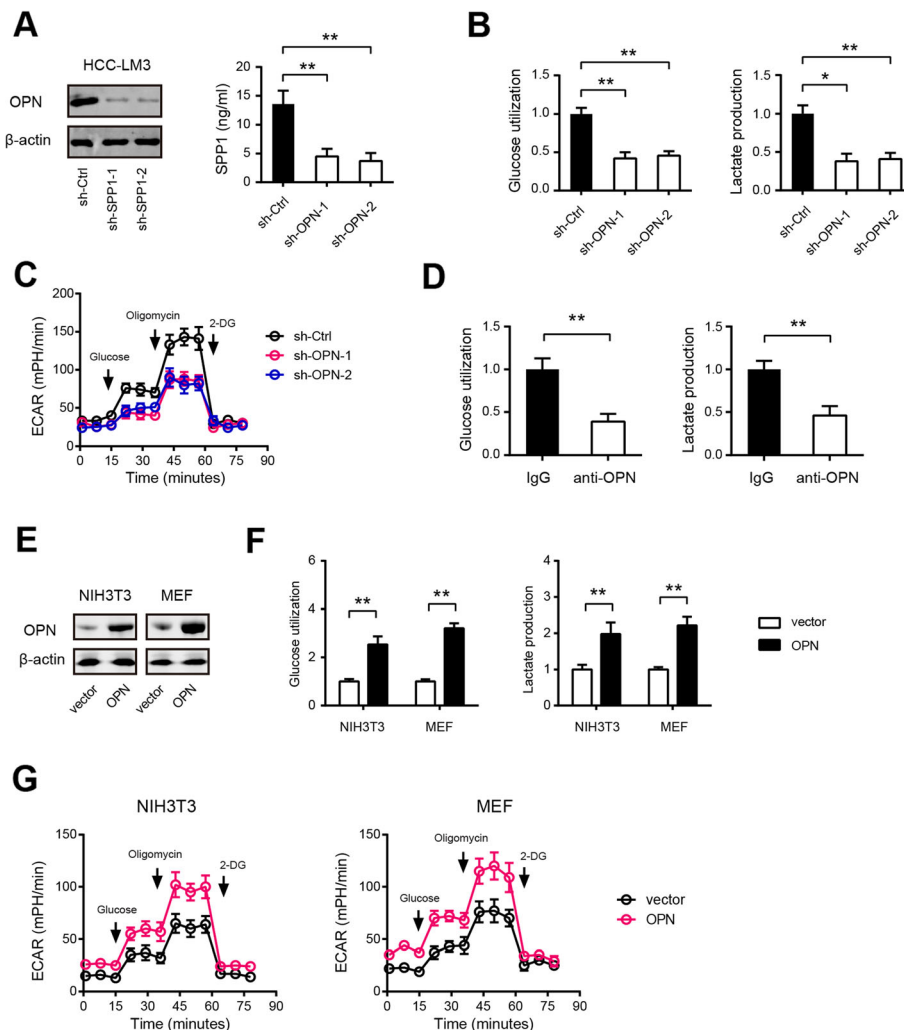 A
HCC-LM3
OPN
β-actin
sh-Ctrl
sh-SPP1-1
sh-SPP1-2
SPP1 (ng/ml)
20
15
10
5
0
**
**
sh-Ctrl
sh-OPN-1
sh-OPN-2
B
Glucose utilization
1.5
1.0
0.5
0.0
**
**
sh-Ctrl
sh-OPN-1
sh-OPN-2
Lactate production
1.5
1.0
0.5
0.0
**
*
sh-Ctrl
sh-OPN-1
sh-OPN-2
C
ECAR (mPH/min)
200
150
100
50
0
Glucose
Oligomycin
2-DG
0 15 30 45 60 75 90
Time (minutes)
sh-Ctrl
sh-OPN-1
sh-OPN-2
D
Glucose utilization
1.5
1.0
0.5
0.0
**
IgG anti-OPN
Lactate production
1.5
1.0
0.5
0.0
**
IgG anti-OPN
E
NIH3T3 MEF
OPN
β-actin
vector OPN vector OPN
F
Glucose utilization
6
4
2
0
** **
NIH3T3 MEF
Lactate production
4
3
2
1
0
** **
NIH3T3 MEF
vector
OPN
G
NIH3T3
ECAR (mPH/min)
150
100
50
0
Glucose
Oligomycin
2-DG
0 15 30 45 60 75 90
Time (minutes)
MEF
ECAR (mPH/min)
150
100
50
0
Glucose
Oligomycin
2-DG
0 15 30 45 60 75 90
Time (minutes)
vector
OPN